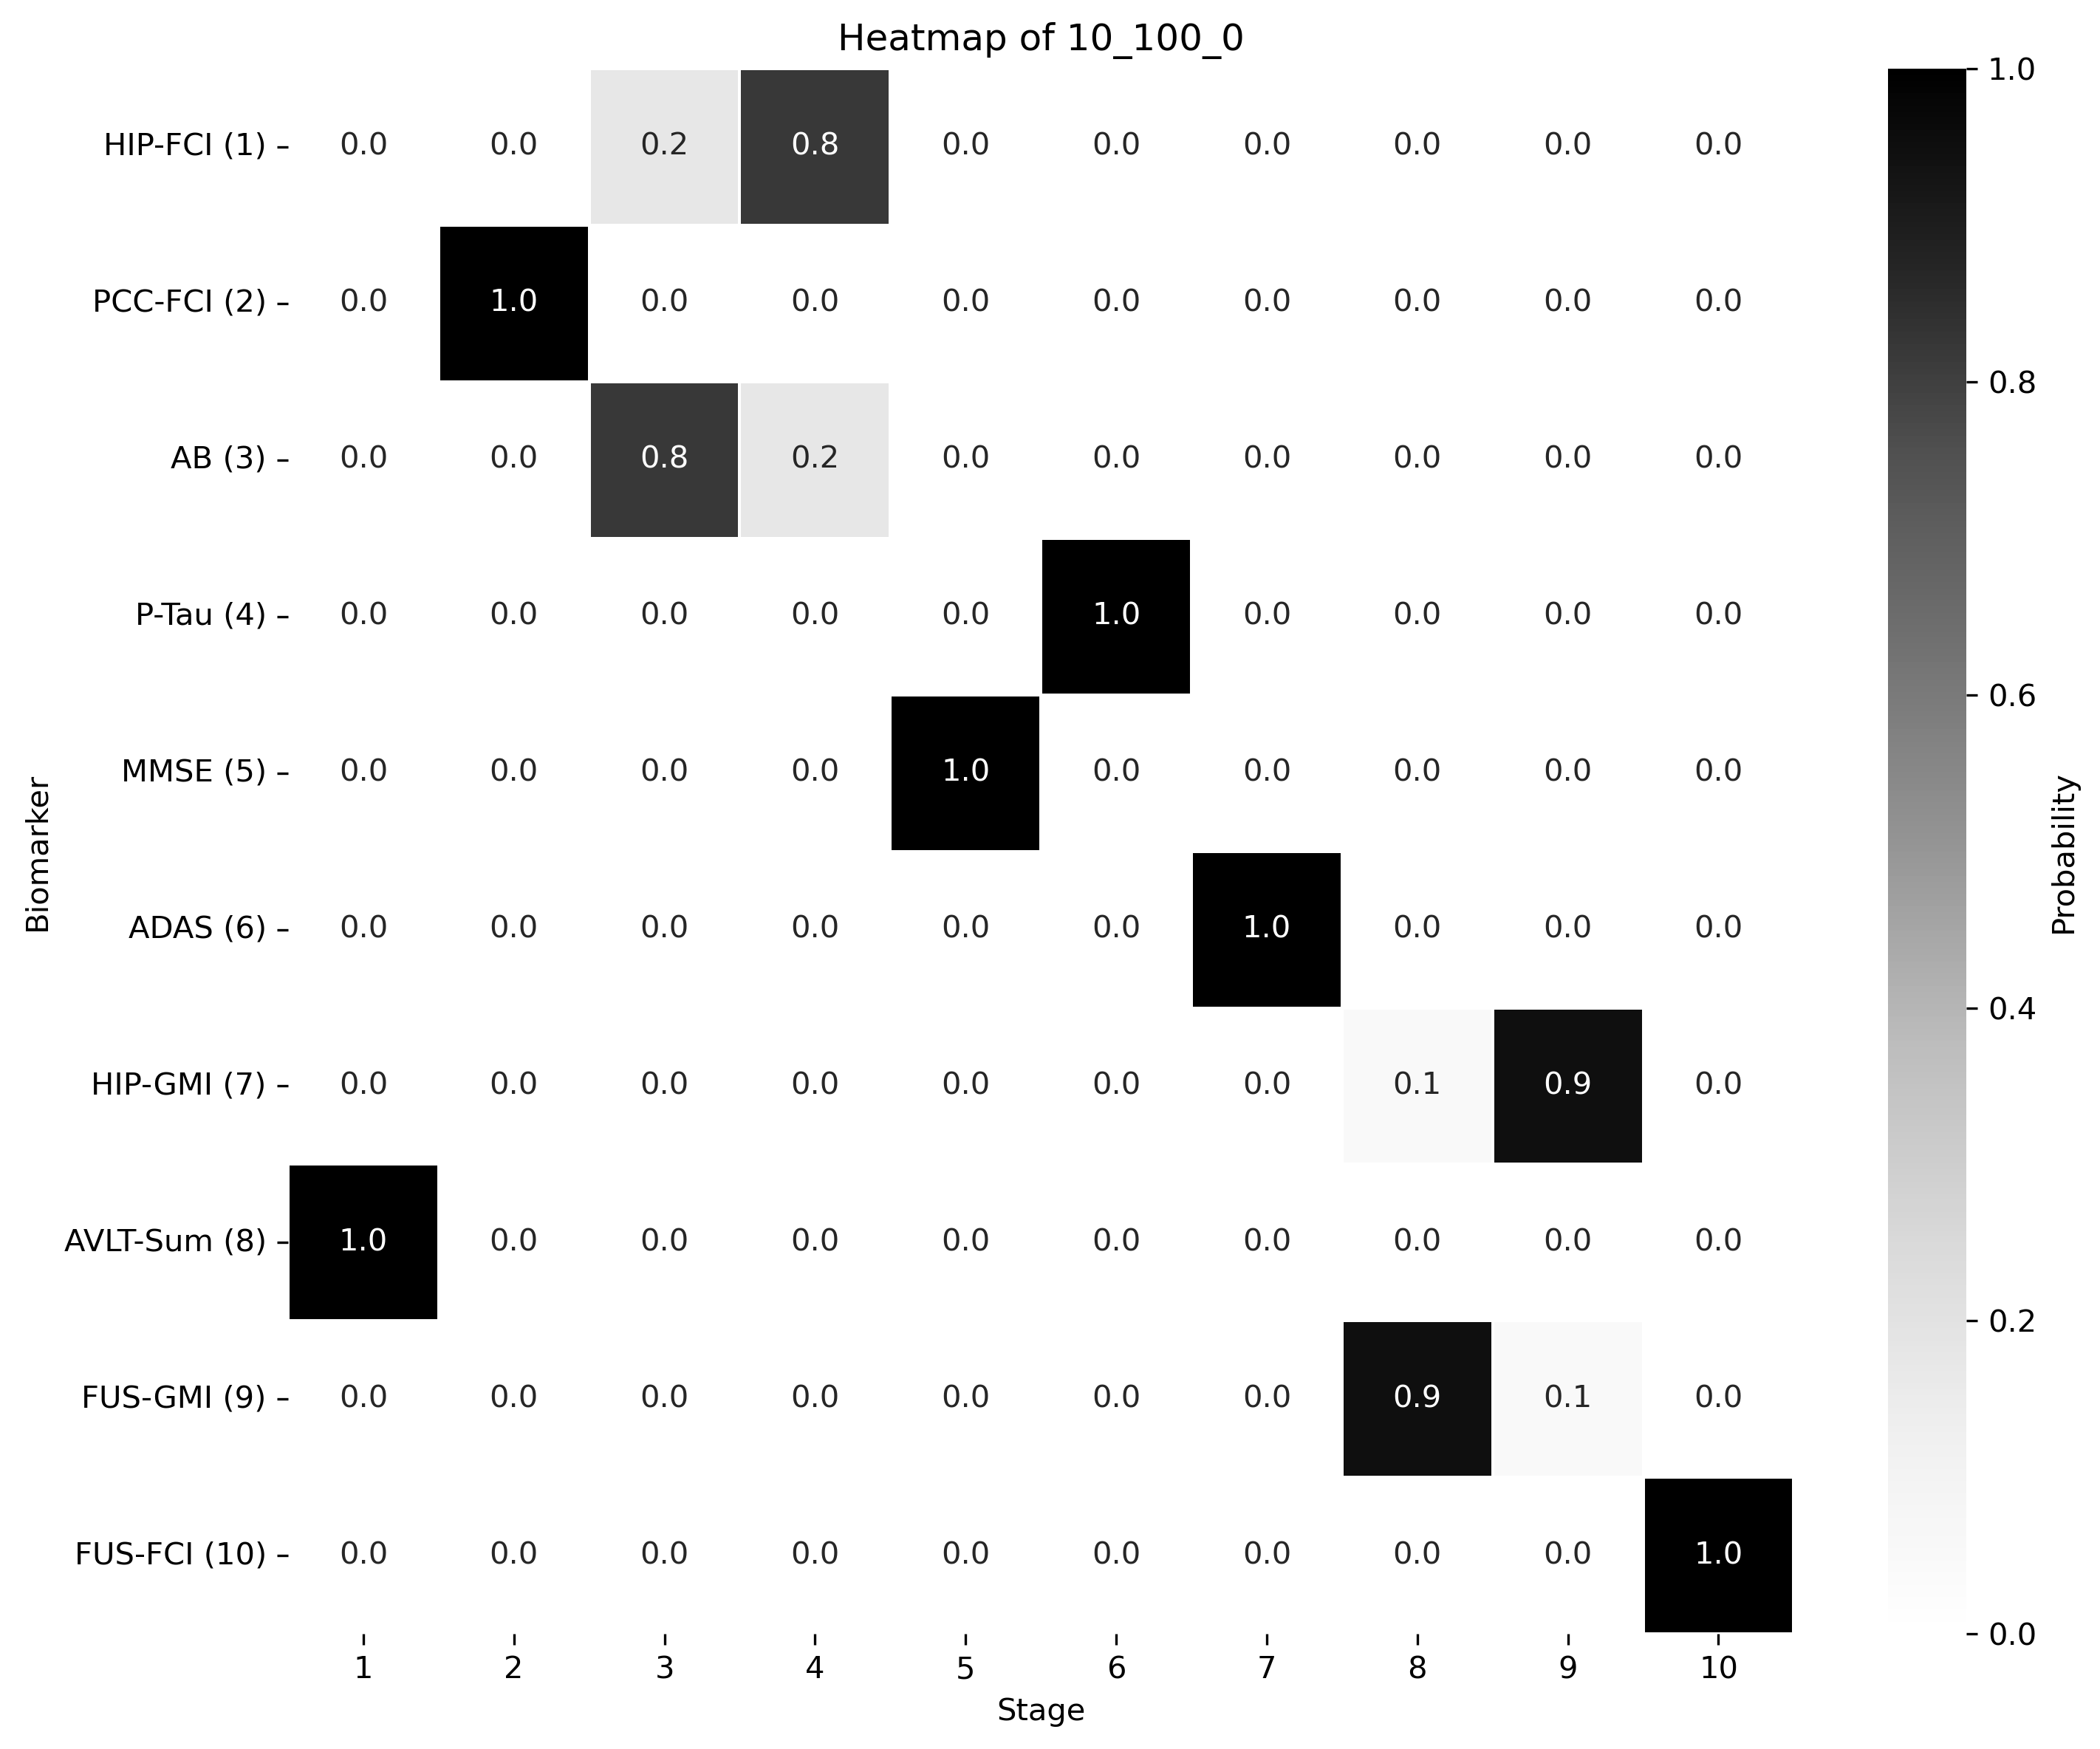 Heatmap of 10_100_0
Biomarker
HIP-FCI (1) 0.0 0.0 0.2 0.8 0.0 0.0 0.0 0.0 0.0 0.0
PCC-FCI (2) 0.0 1.0 0.0 0.0 0.0 0.0 0.0 0.0 0.0 0.0
AB (3) 0.0 0.0 0.8 0.2 0.0 0.0 0.0 0.0 0.0 0.0
P-Tau (4) 0.0 0.0 0.0 0.0 0.0 1.0 0.0 0.0 0.0 0.0
MMSE (5) 0.0 0.0 0.0 0.0 1.0 0.0 0.0 0.0 0.0 0.0
ADAS (6) 0.0 0.0 0.0 0.0 0.0 0.0 1.0 0.0 0.0 0.0
HIP-GMI (7) 0.0 0.0 0.0 0.0 0.0 0.0 0.0 0.1 0.9 0.0
AVLT-Sum (8) 1.0 0.0 0.0 0.0 0.0 0.0 0.0 0.0 0.0 0.0
FUS-GMI (9) 0.0 0.0 0.0 0.0 0.0 0.0 0.0 0.9 0.1 0.0
FUS-FCI (10) 0.0 0.0 0.0 0.0 0.0 0.0 0.0 0.0 0.0 1.0
1 2 3 4 5 6 7 8 9 10
Stage
1.0
0.8
0.6
0.4
0.2
0.0
Probability